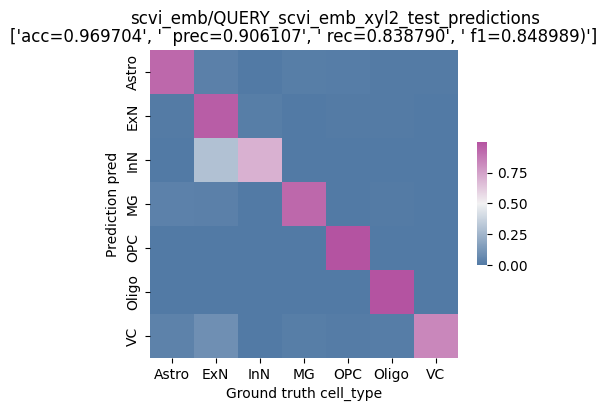 scvi_emb/QUERY_scvi_emb_xyl2_test_predictions
['acc=0.969704', '  prec=0.906107', ' rec=0.838790', ' f1=0.848989)']
Astro
ExN
InN
MG
OPC
Oligo
VC
Prediction pred
0.75
0.50
0.25
0.00
Astro ExN InN MG OPC Oligo VC
Ground truth cell_type